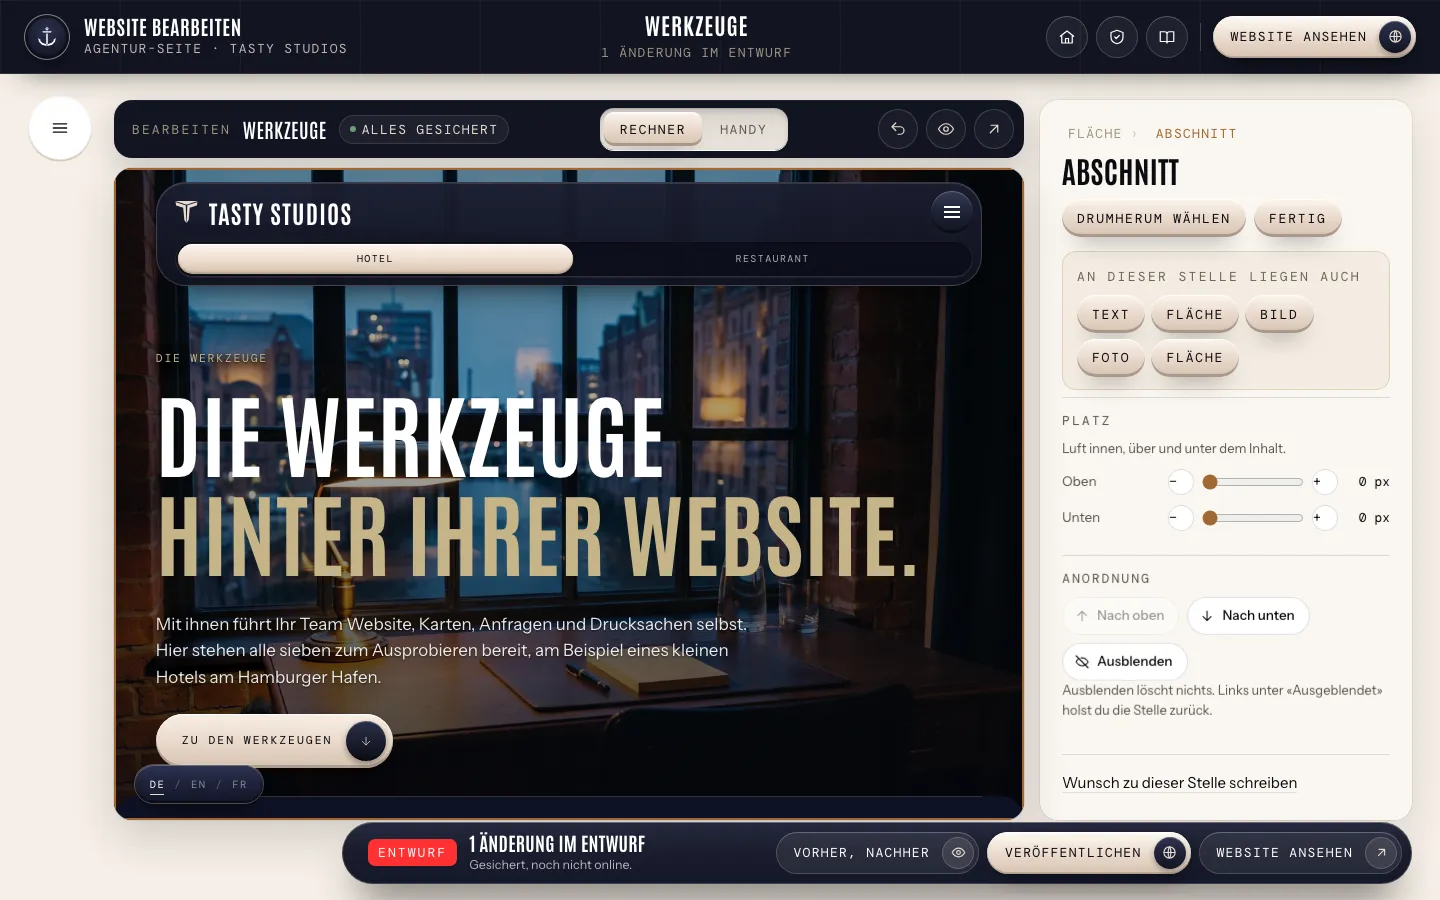 WEBSITE BEARBEITEN
AGENTUR-SEITE · TASTY STUDIOS
WERKZEUGE
1 ÄNDERUNG IM ENTWURF
WEBSITE ANSEHEN
BEARBEITEN WERKZEUGE ALLES GESICHERT
RECHNER HANDY
TASTY STUDIOS
HOTEL RESTAURANT
DIE WERKZEUGE
DIE WERKZEUGE
HINTER IHRER WEBSITE.
Mit ihnen führt Ihr Team Website, Karten, Anfragen und Drucksachen selbst.
Hier stehen alle sieben zum Ausprobieren bereit, am Beispiel eines kleinen
Hotels am Hamburger Hafen.
ZU DEN WERKZEUGEN
DE / EN / FR
FLÄCHE › ABSCHNITT
ABSCHNITT
DRUMHERUM WÄHLEN FERTIG
AN DIESER STELLE LIEGEN AUCH
TEXT FLÄCHE BILD
FOTO FLÄCHE
PLATZ
Luft innen, über und unter dem Inhalt.
Oben − + 0 px
Unten − + 0 px
ANORDNUNG
↑ Nach oben ↓ Nach unten
Ausblenden
Ausblenden löscht nichts. Links unter «Ausgeblendet»
holst du die Stelle zurück.
Wunsch zu dieser Stelle schreiben
ENTWURF
1 ÄNDERUNG IM ENTWURF
Gesichert, noch nicht online.
VORHER, NACHHER
VERÖFFENTLICHEN
WEBSITE ANSEHEN